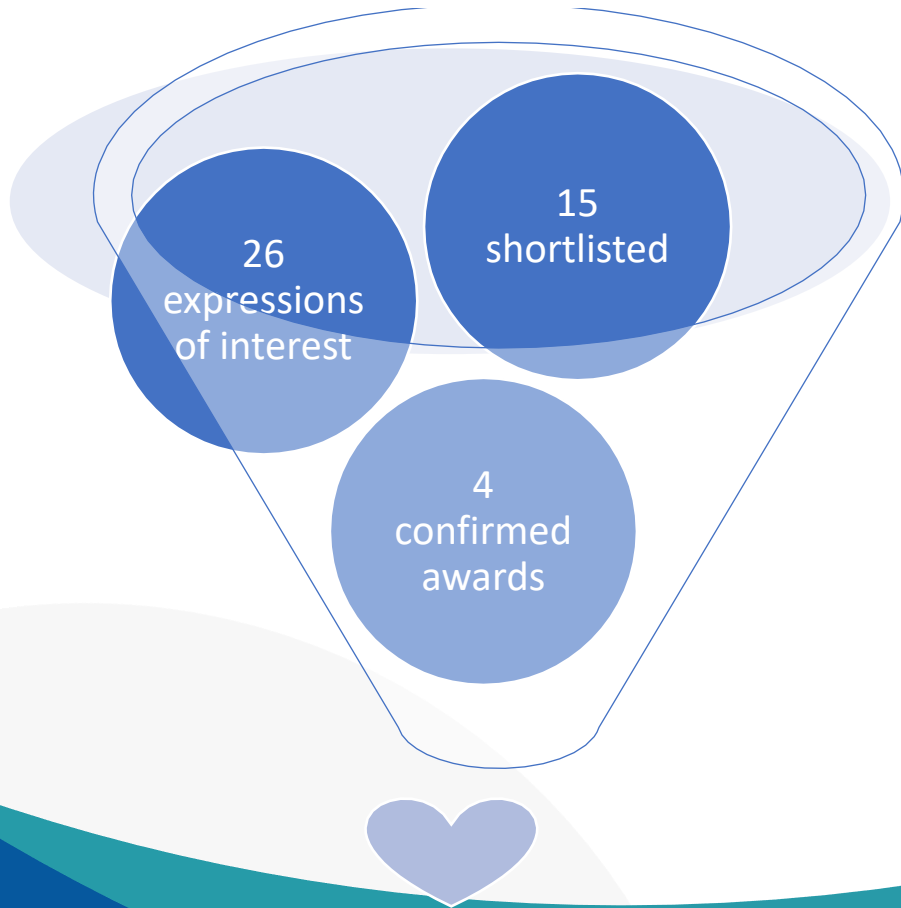 26
expressions
of interest
15
shortlisted
4
confirmed
awards